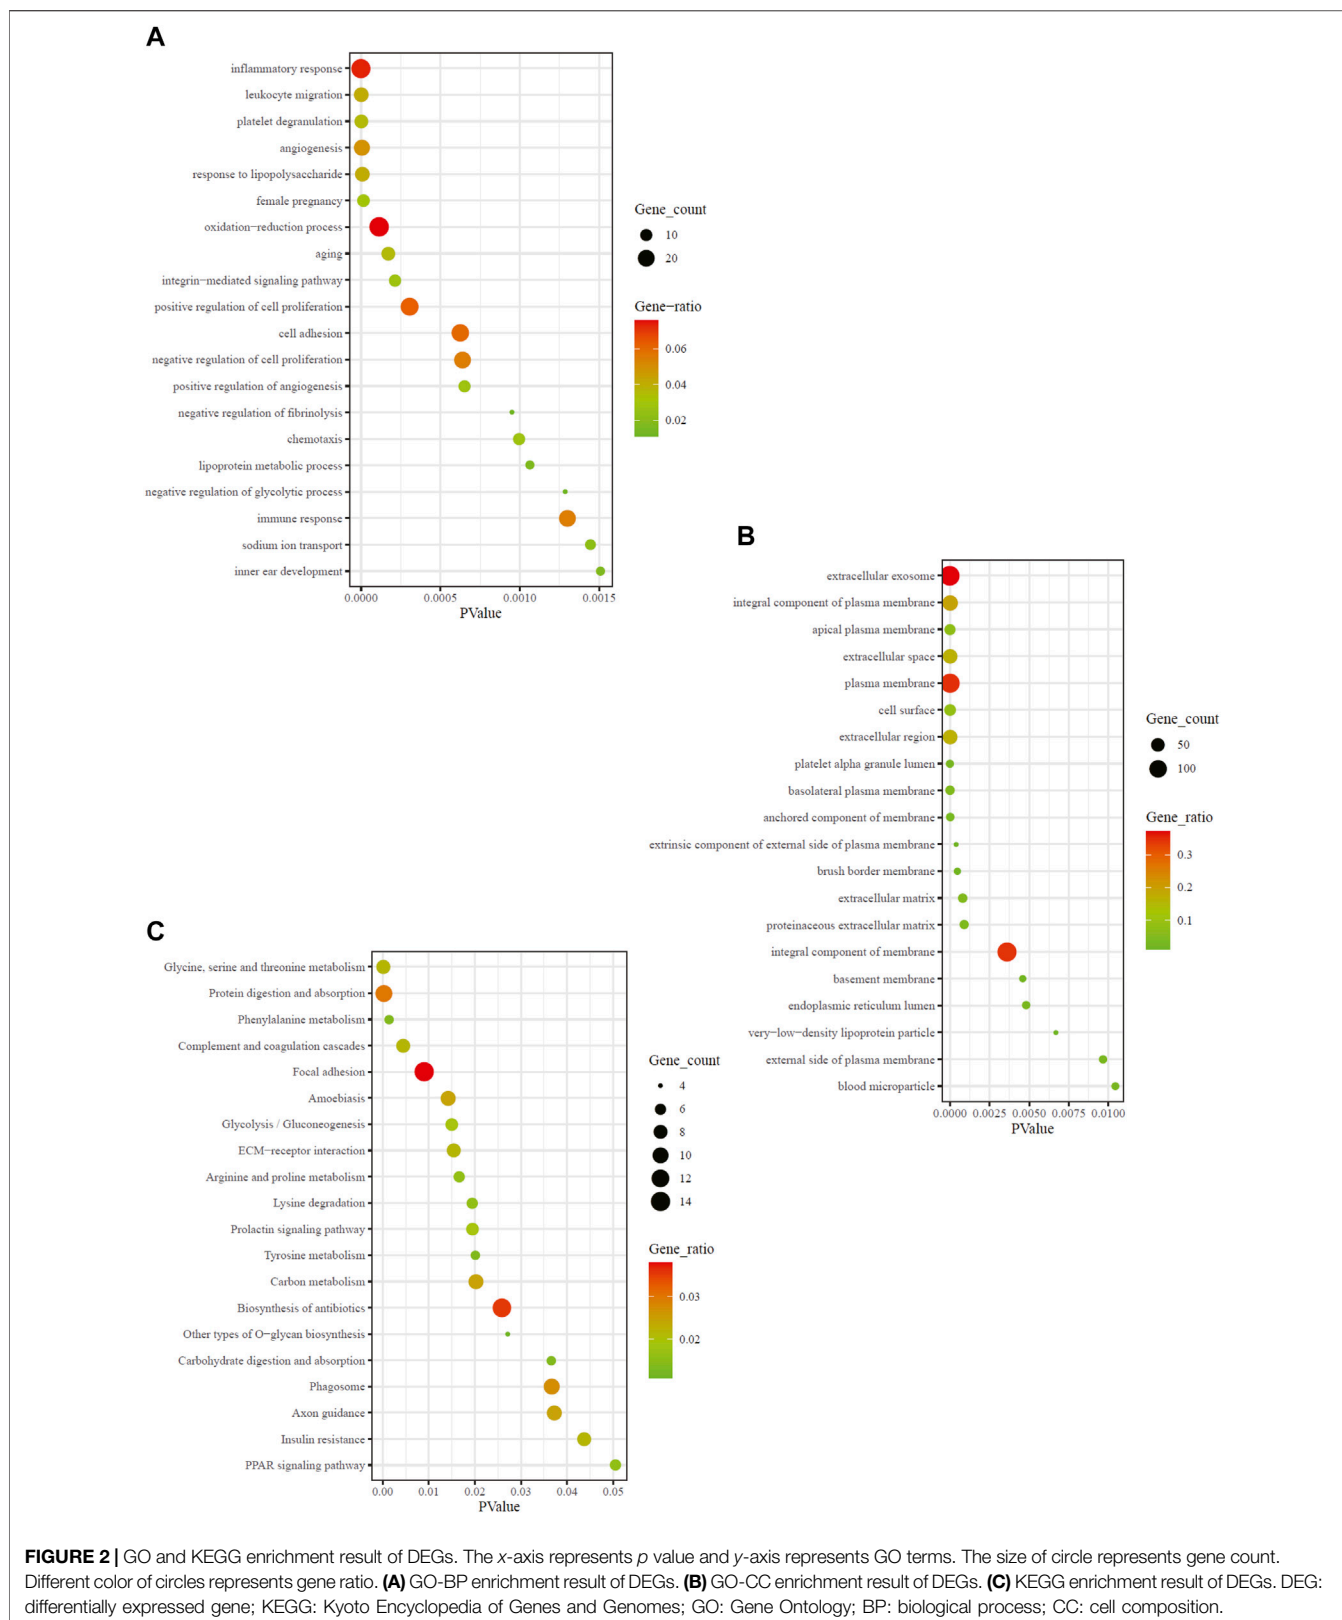 A
inflammatory response
leukocyte migration
platelet degranulation
angiogenesis
response to lipopolysaccharide
female pregnancy
oxidation−reduction process
aging
integrin−mediated signaling pathway
positive regulation of cell proliferation
cell adhesion
negative regulation of cell proliferation
positive regulation of angiogenesis
negative regulation of fibrinolysis
chemotaxis
lipoprotein metabolic process
negative regulation of glycolytic process
immune response
sodium ion transport
inner ear development
0.0000 0.0005 0.0010 0.0015
PValue
Gene_count
10
20
Gene−ratio
0.06
0.04
0.02
B
extracellular exosome
integral component of plasma membrane
apical plasma membrane
extracellular space
plasma membrane
cell surface
extracellular region
platelet alpha granule lumen
basolateral plasma membrane
anchored component of membrane
extrinsic component of external side of plasma membrane
brush border membrane
extracellular matrix
proteinaceous extracellular matrix
integral component of membrane
basement membrane
endoplasmic reticulum lumen
very−low−density lipoprotein particle
external side of plasma membrane
blood microparticle
0.0000 0.0025 0.0050 0.0075 0.0100
PValue
Gene_count
50
100
Gene_ratio
0.3
0.2
0.1
C
Glycine, serine and threonine metabolism
Protein digestion and absorption
Phenylalanine metabolism
Complement and coagulation cascades
Focal adhesion
Amoebiasis
Glycolysis / Gluconeogenesis
ECM−receptor interaction
Arginine and proline metabolism
Lysine degradation
Prolactin signaling pathway
Tyrosine metabolism
Carbon metabolism
Biosynthesis of antibiotics
Other types of O−glycan biosynthesis
Carbohydrate digestion and absorption
Phagosome
Axon guidance
Insulin resistance
PPAR signaling pathway
0.00 0.01 0.02 0.03 0.04 0.05
PValue
Gene_count
4
6
8
10
12
14
Gene_ratio
0.03
0.02
FIGURE 2 | GO and KEGG enrichment result of DEGs. The x-axis represents p value and y-axis represents GO terms. The size of circle represents gene count.
Different color of circles represents gene ratio. (A) GO-BP enrichment result of DEGs. (B) GO-CC enrichment result of DEGs. (C) KEGG enrichment result of DEGs. DEG:
differentially expressed gene; KEGG: Kyoto Encyclopedia of Genes and Genomes; GO: Gene Ontology; BP: biological process; CC: cell composition.